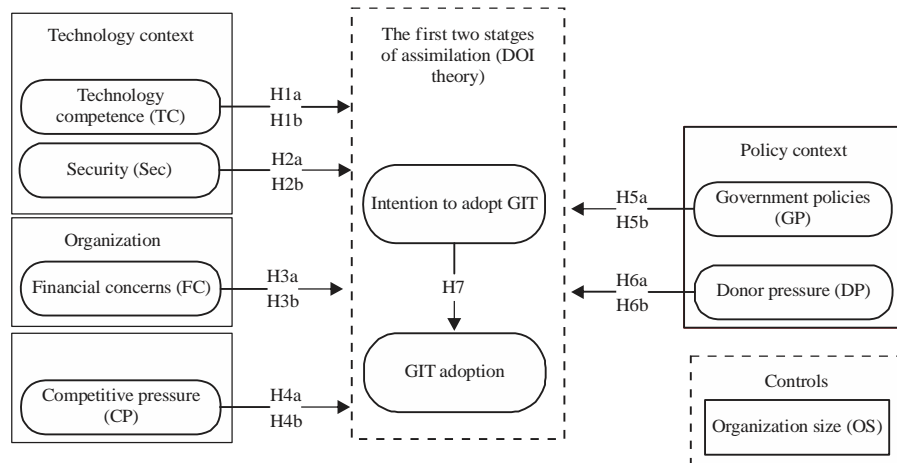 Technology context
Technology
competence (TC)
Security (Sec)
Organization
Financial concerns (FC)
Competitive pressure
(CP)
H1a
H1b
H2a
H2b
H3a
H3b
H4a
H4b
The first two statges
of assimilation (DOI
theory)
Intention to adopt GIT
H7
GIT adoption
H5a
H5b
H6a
H6b
Policy context
Government policies
(GP)
Donor pressure (DP)
Controls
Organization size (OS)